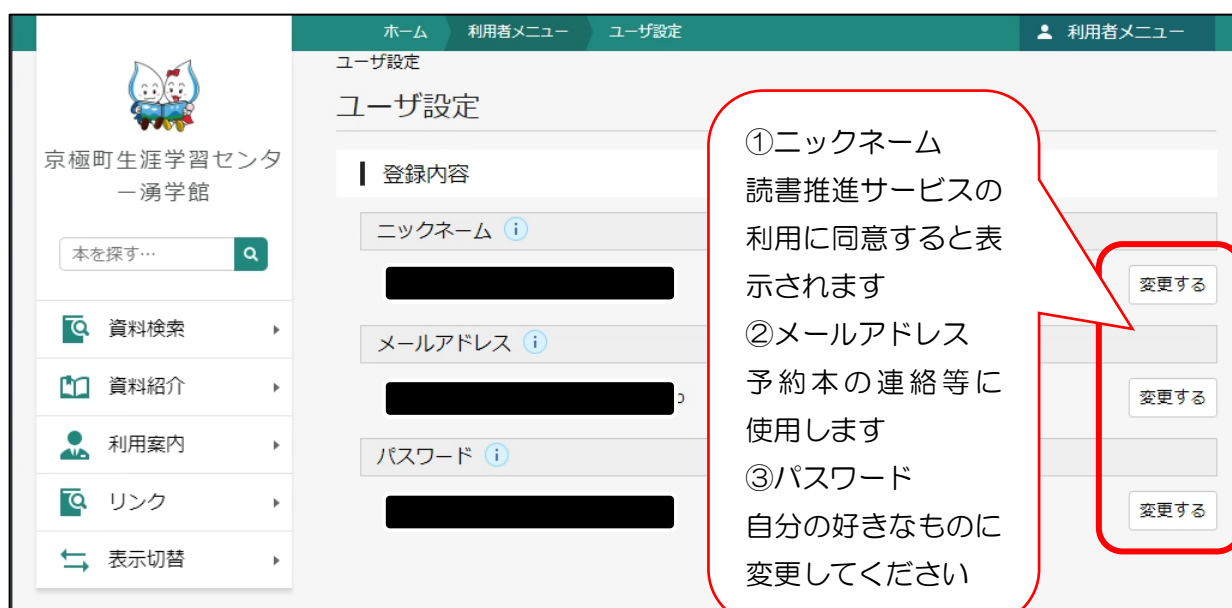 ホーム 利用者メニュー ユーザ設定 利用者メニュー
京極町生涯学習センタ
ー湧学館
本を探す…
資料検索
資料紹介
利用案内
リンク
表示切替
ユーザ設定
ユーザ設定
登録内容
ニックネーム i
変更する
メールアドレス i
変更する
パスワード i
変更する
①ニックネーム
読書推進サービスの
利用に同意すると表
示されます
②メールアドレス
予約本の連絡等に
使用します
③パスワード
自分の好きなものに
変更してください